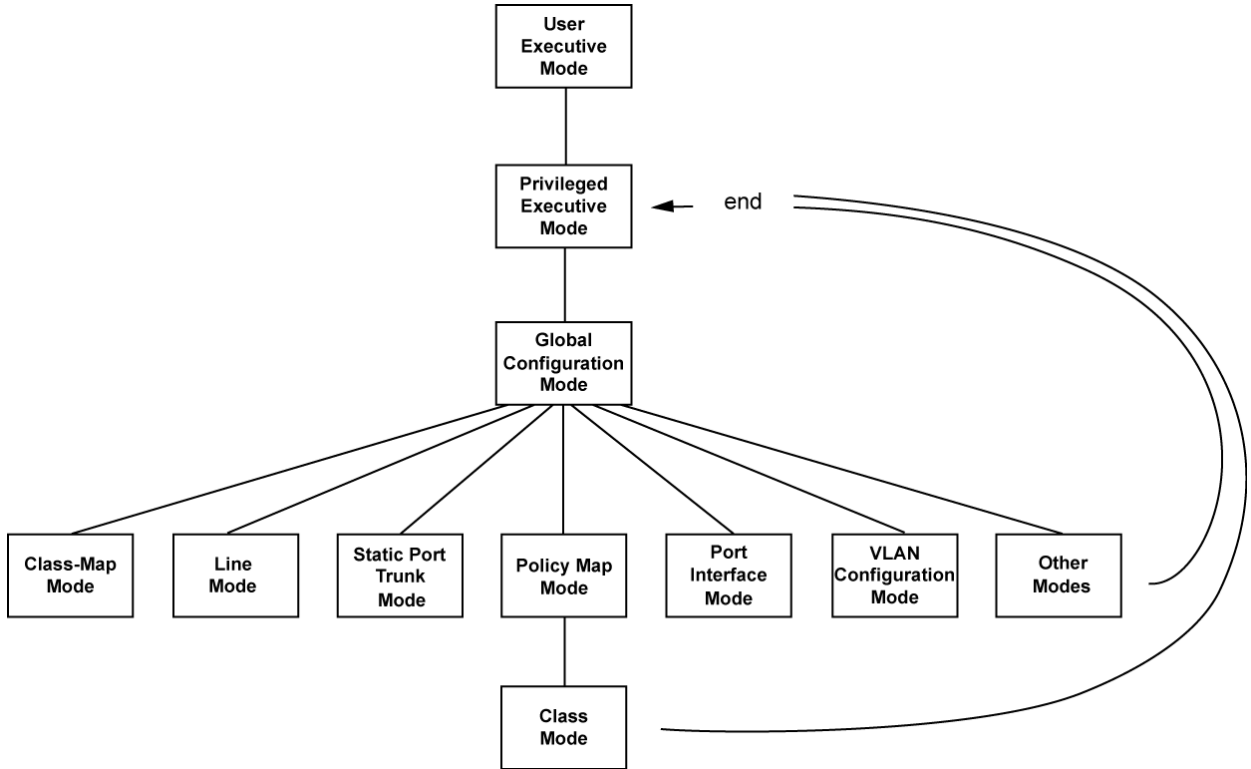 User
Executive
Mode
Privileged
Executive
Mode
end
Global
Configuration
Mode
Class-Map
Mode
Line
Mode
Static Port
Trunk
Mode
Policy Map
Mode
Port
Interface
Mode
VLAN
Configuration
Mode
Other
Modes
Class
Mode